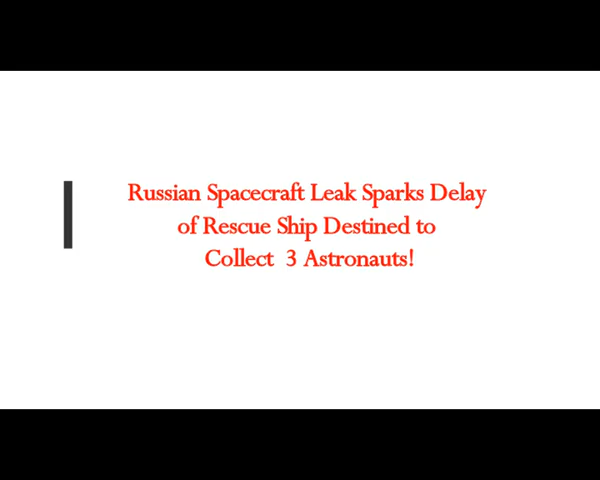 Russian Spacecraft Leak Sparks Delay
of Rescue Ship Destined to
Collect 3 Astronauts!